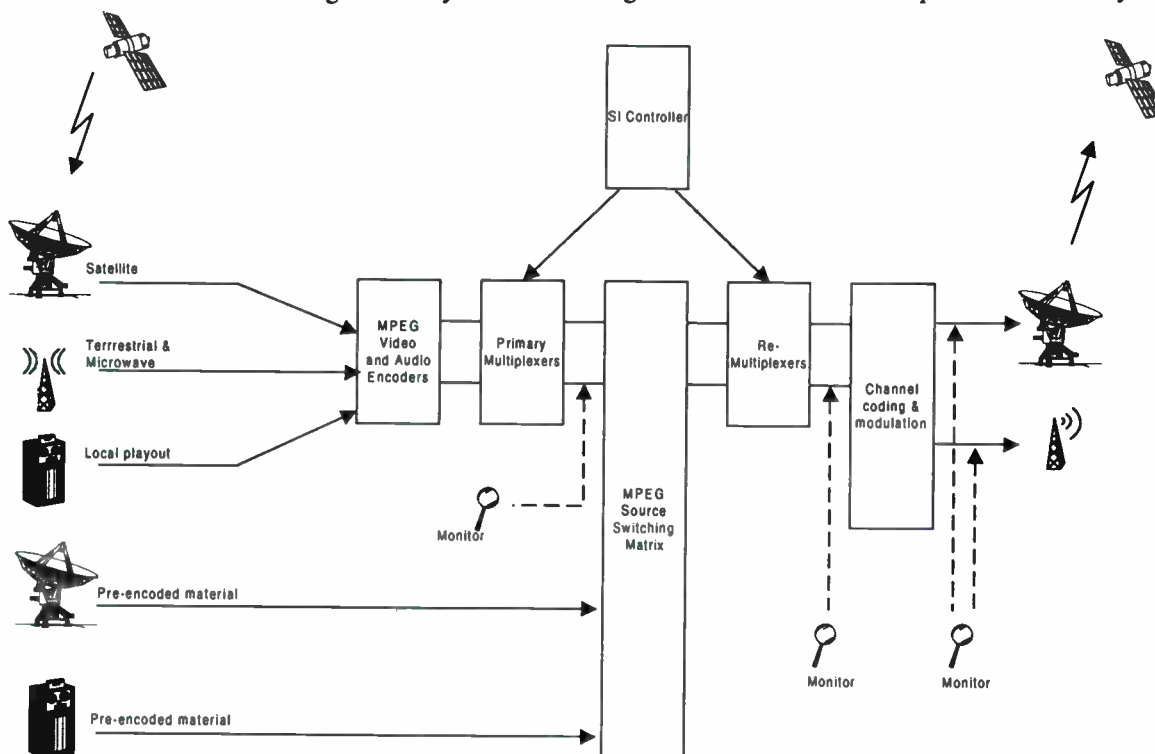 SI Controller
Satellite
Terrrestrial &
Microwave
Local playout
MPEG
Video
and Audio
Encoders
Primary
Multiplexers
Re-
Multiplexers
Channel
coding &
modulation
Monitor
MPEG
Source
Switching
Matrix
Pre-encoded material
Monitor
Monitor
Pre-encoded material